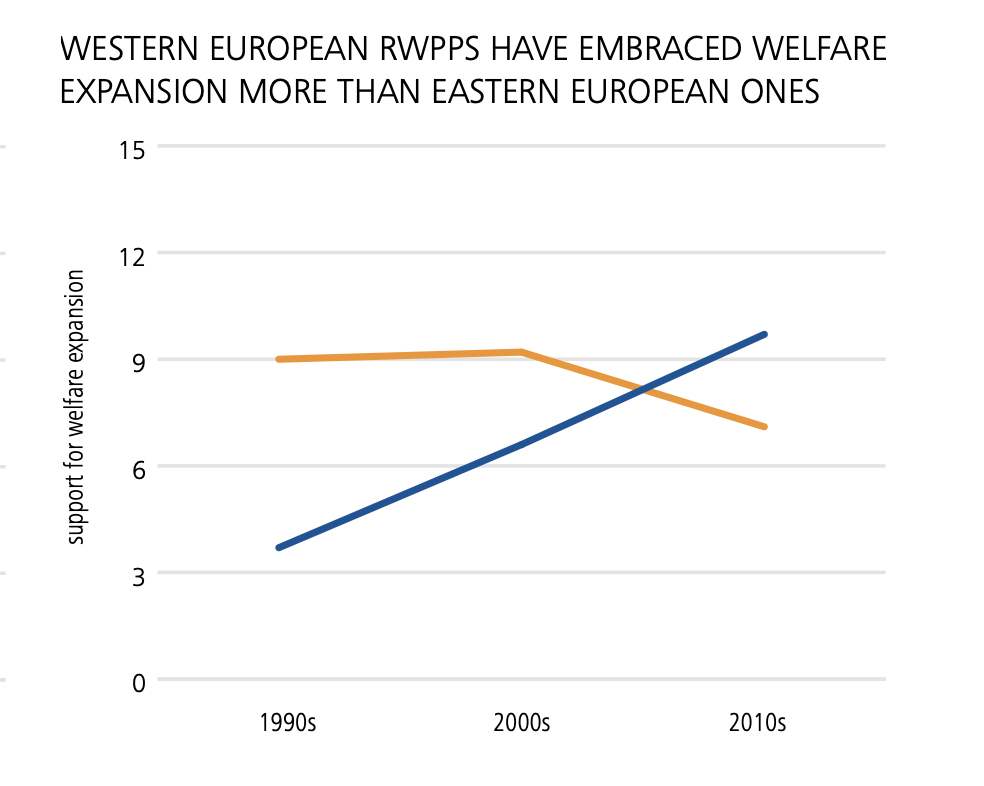 WESTERN EUROPEAN RWPPS HAVE EMBRACED WELFARE
EXPANSION MORE THAN EASTERN EUROPEAN ONES
15
12
9
6
3
0
support for welfare expansion
1990s
2000s
2010s